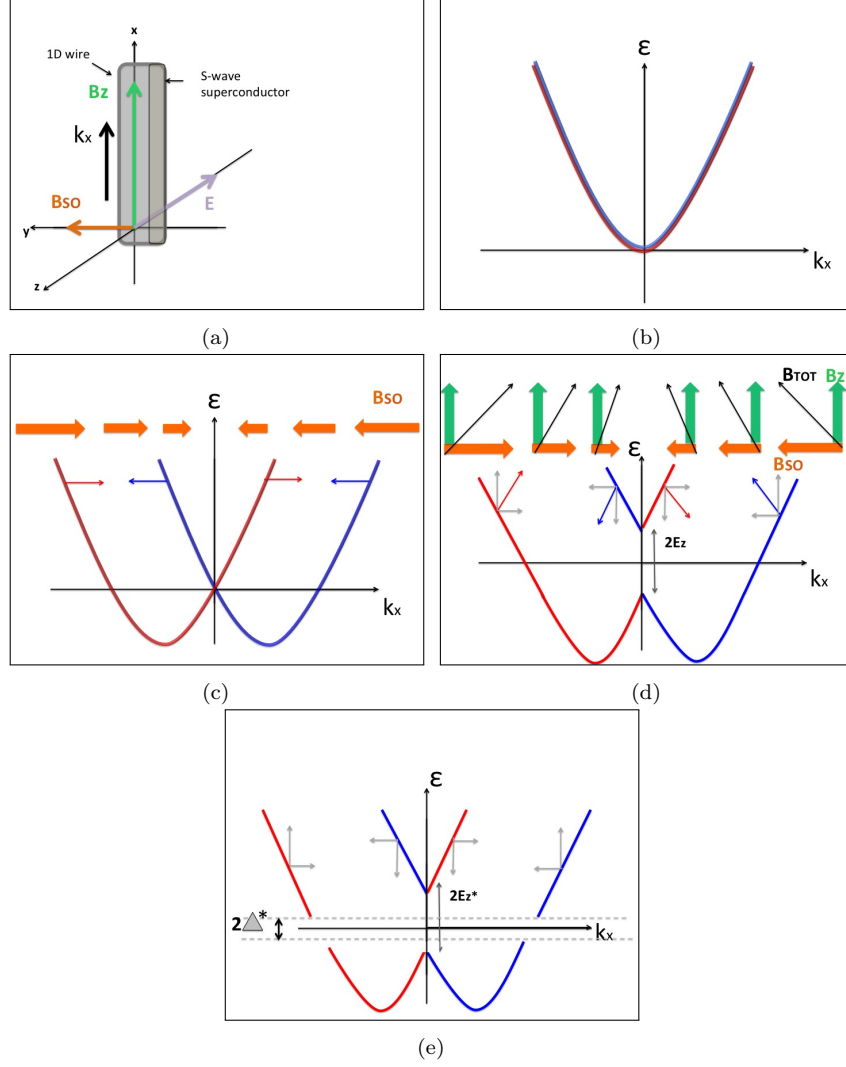 x
1D wire
S-wave
superconductor
Bz
kx
Bso
E
y
z
(a)
ε
kx
(b)
Bso
ε
kx
(c)
BTOT
Bz
ε
Bso
2Ez
kx
(d)
ε
2Ez*
2△*
kx
(e)